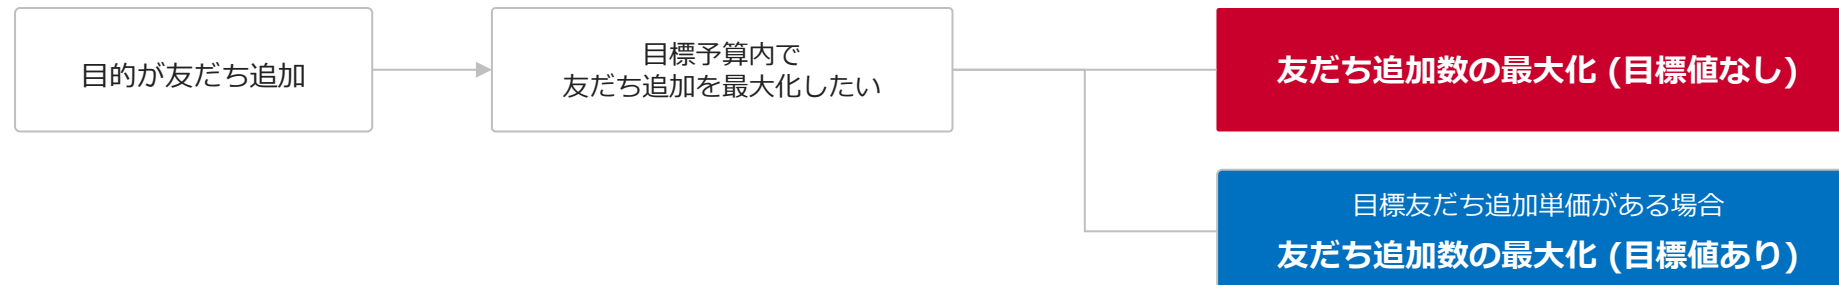 目的が友だち追加
目標予算内で
友だち追加を最大化したい
友だち追加数の最大化 (目標値なし)
目標友だち追加単価がある場合
友だち追加数の最大化 (目標値あり)